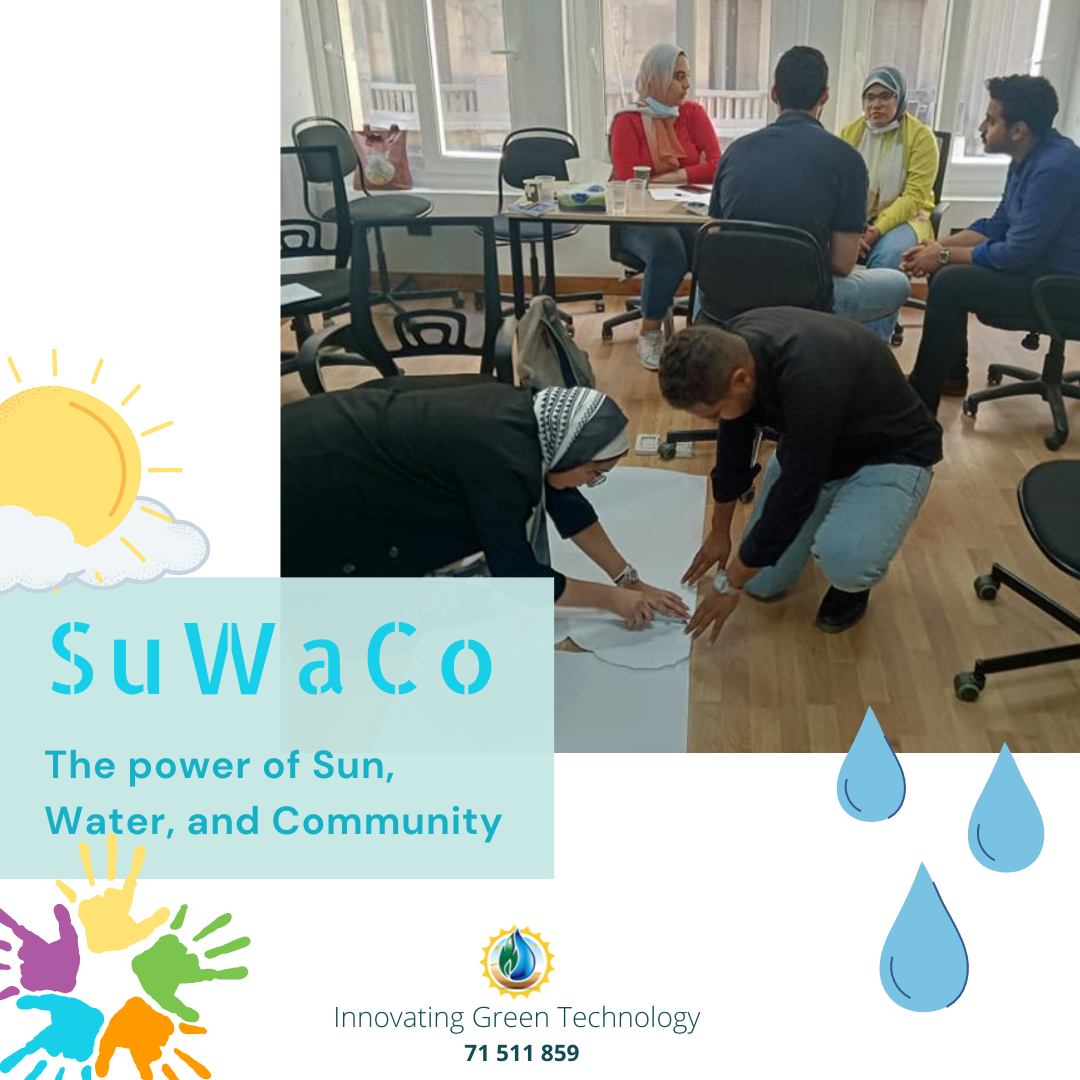 SuWaCo
The power of Sun,
Water, and Community
Innovating Green Technology
71 511 859